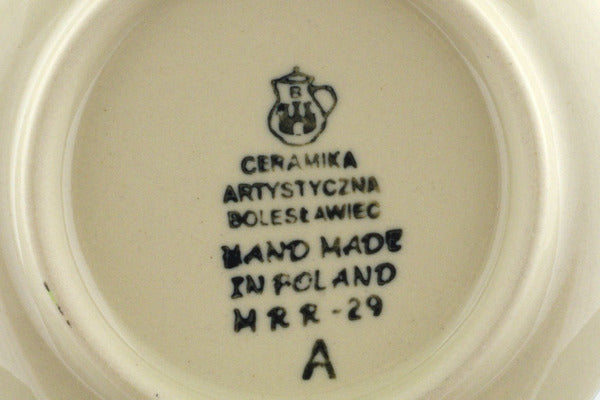 B
CERAMIKA
ARTYSTYCZNA
BOLESŁAWIEC
HAND MADE
IN POLAND
MRR-29
A